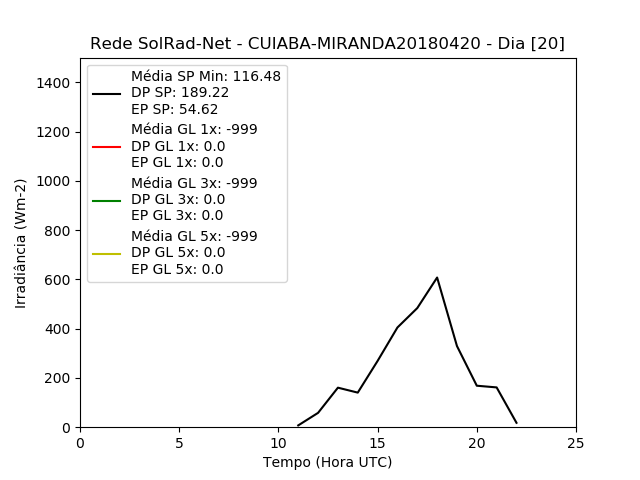 Rede SolRad-Net - CUIABA-MIRANDA20180420 - Dia [20]
Média SP Min: 116.48
DP SP: 189.22
EP SP: 54.62
Média GL 1x: -999
DP GL 1x: 0.0
EP GL 1x: 0.0
Média GL 3x: -999
DP GL 3x: 0.0
EP GL 3x: 0.0
Média GL 5x: -999
DP GL 5x: 0.0
EP GL 5x: 0.0
Irradiância (Wm-2)
1400
1200
1000
800
600
400
200
0
0 5 10 15 20 25
Tempo (Hora UTC)